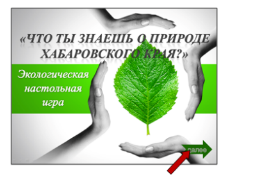 «ЧТО ТЫ ЗНАЕШЬ О ПРИРОДЕ
ХАБАРОВСКОГО КРАЯ?»
Экологическая
настольная
игра
далее